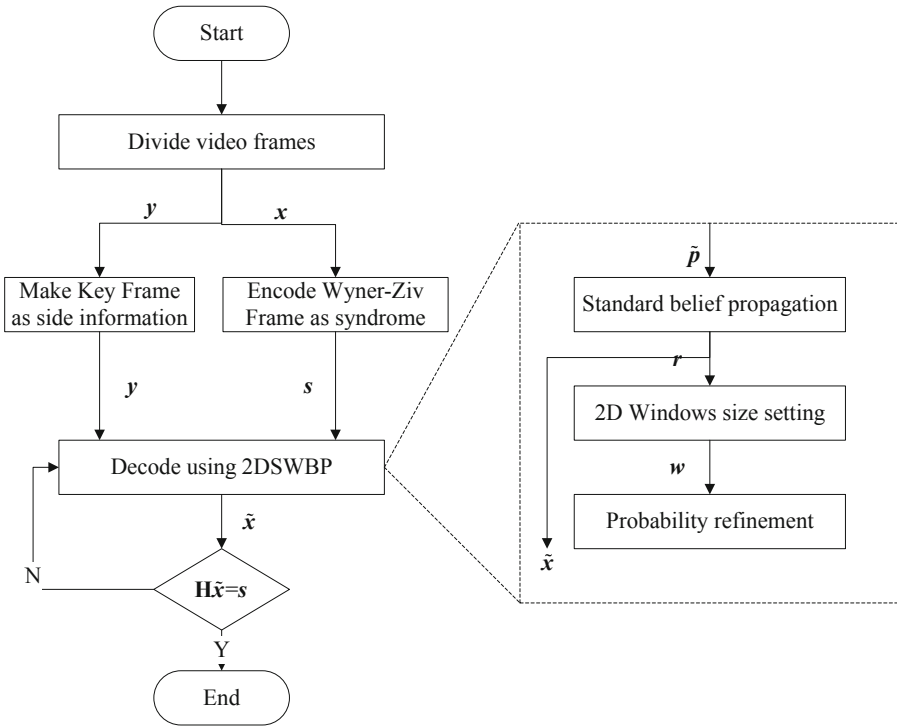 Start
Divide video frames
y
x
Make Key Frame
as side information
Encode Wyner-Ziv
Frame as syndrome
y
s
Decode using 2DSWBP
x̃
N
Hx̃=s
Y
End
p̃
Standard belief propagation
r
2D Windows size setting
w
Probability refinement
x̃